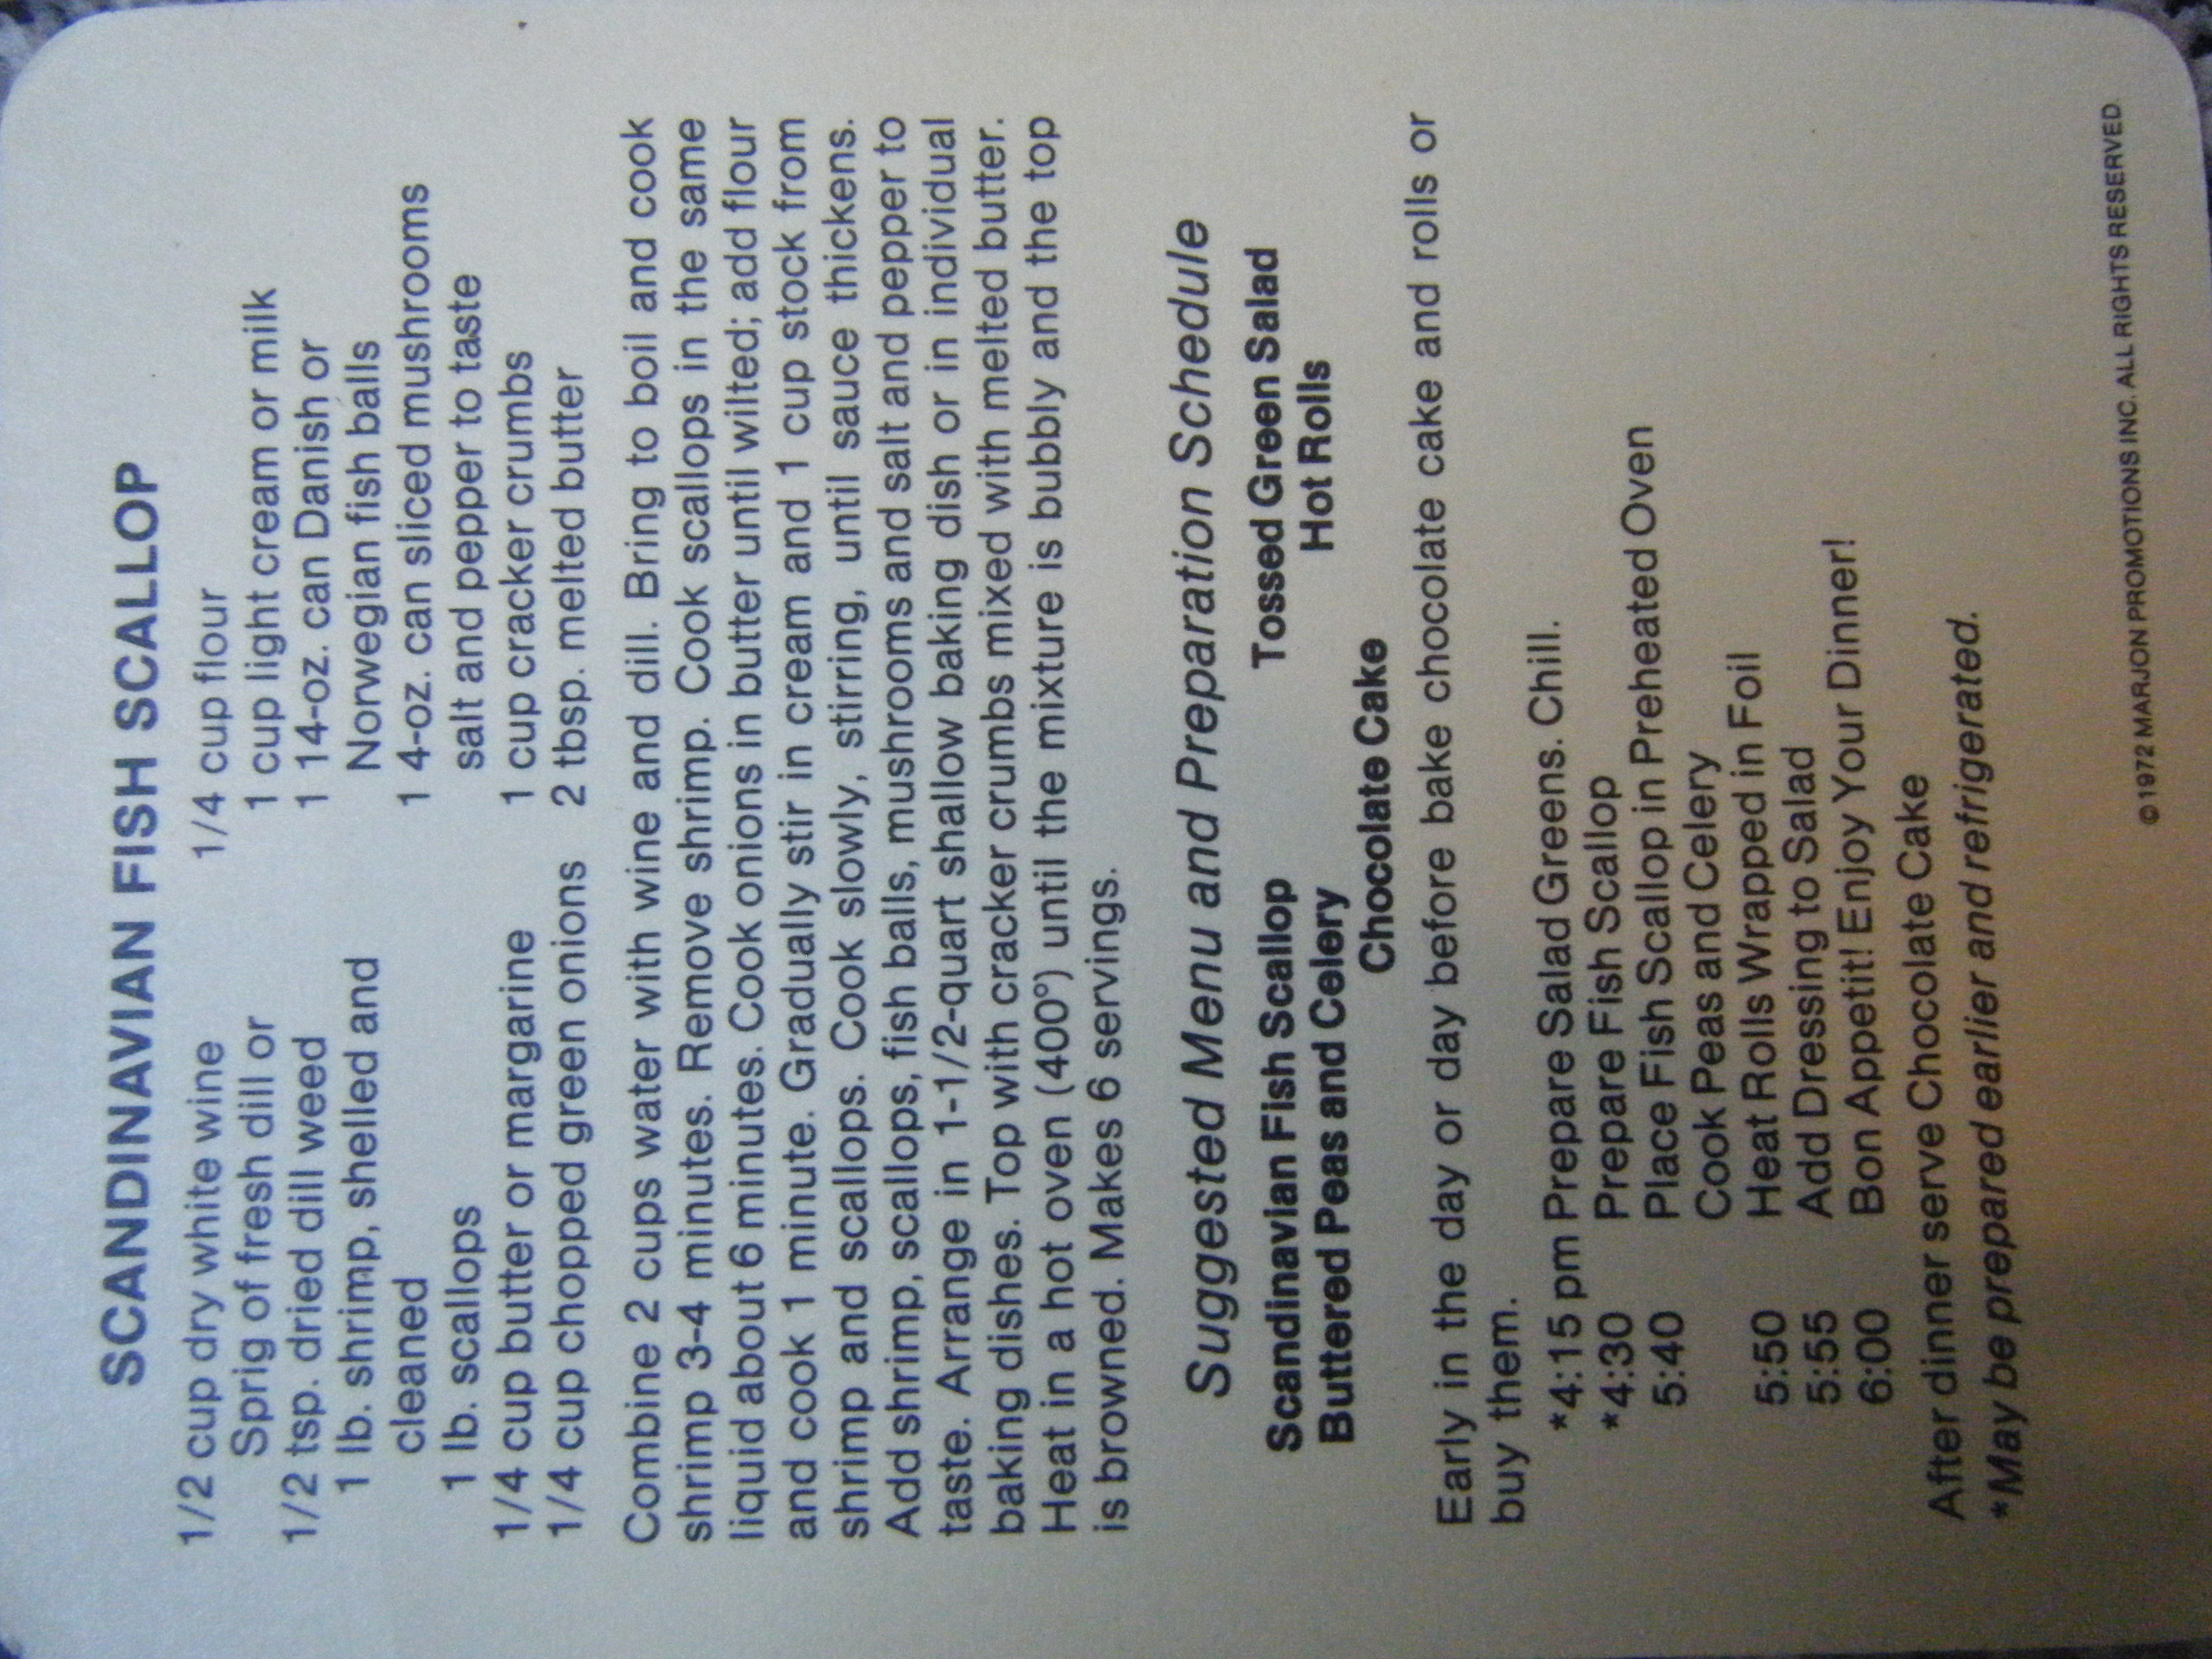 SCANDINAVIAN FISH SCALLOP
1/2 cup dry white wine
Sprig of fresh dill or
1/2 tsp. dried dill weed
1 lb. shrimp, shelled and
cleaned
1 lb. scallops
1/4 cup butter or margarine
1/4 cup chopped green onions
1/4 cup flour
1 cup light cream or milk
1 14-oz. can Danish or
Norwegian fish balls
1 4-oz. can sliced mushrooms
salt and pepper to taste
1 cup cracker crumbs
2 tbsp. melted butter
Combine 2 cups water with wine and dill. Bring to boil and cook
shrimp 3-4 minutes. Remove shrimp. Cook scallops in the same
liquid about 6 minutes. Cook onions in butter until wilted; add flour
and cook 1 minute. Gradually stir in cream and 1 cup stock from
shrimp and scallops. Cook slowly, stirring, until sauce thickens.
Add shrimp, scallops, fish balls, mushrooms and salt and pepper to
taste. Arrange in 1-1/2-quart shallow baking dish or in individual
baking dishes. Top with cracker crumbs mixed with melted butter.
Heat in a hot oven (400°) until the mixture is bubbly and the top
is browned. Makes 6 servings.
Suggested Menu and Preparation Schedule
Scandinavian Fish Scallop Tossed Green Salad
Buttered Peas and Celery Hot Rolls
Chocolate Cake
Early in the day or day before bake chocolate cake and rolls or
buy them.
*4:15 pm Prepare Salad Greens. Chill.
*4:30 Prepare Fish Scallop
5:40 Place Fish Scallop in Preheated Oven
Cook Peas and Celery
5:50 Heat Rolls Wrapped in Foil
5:55 Add Dressing to Salad
6:00 Bon Appetit! Enjoy Your Dinner!
After dinner serve Chocolate Cake
*May be prepared earlier and refrigerated.
©1972 MARJON PROMOTIONS INC. ALL RIGHTS RESERVED.